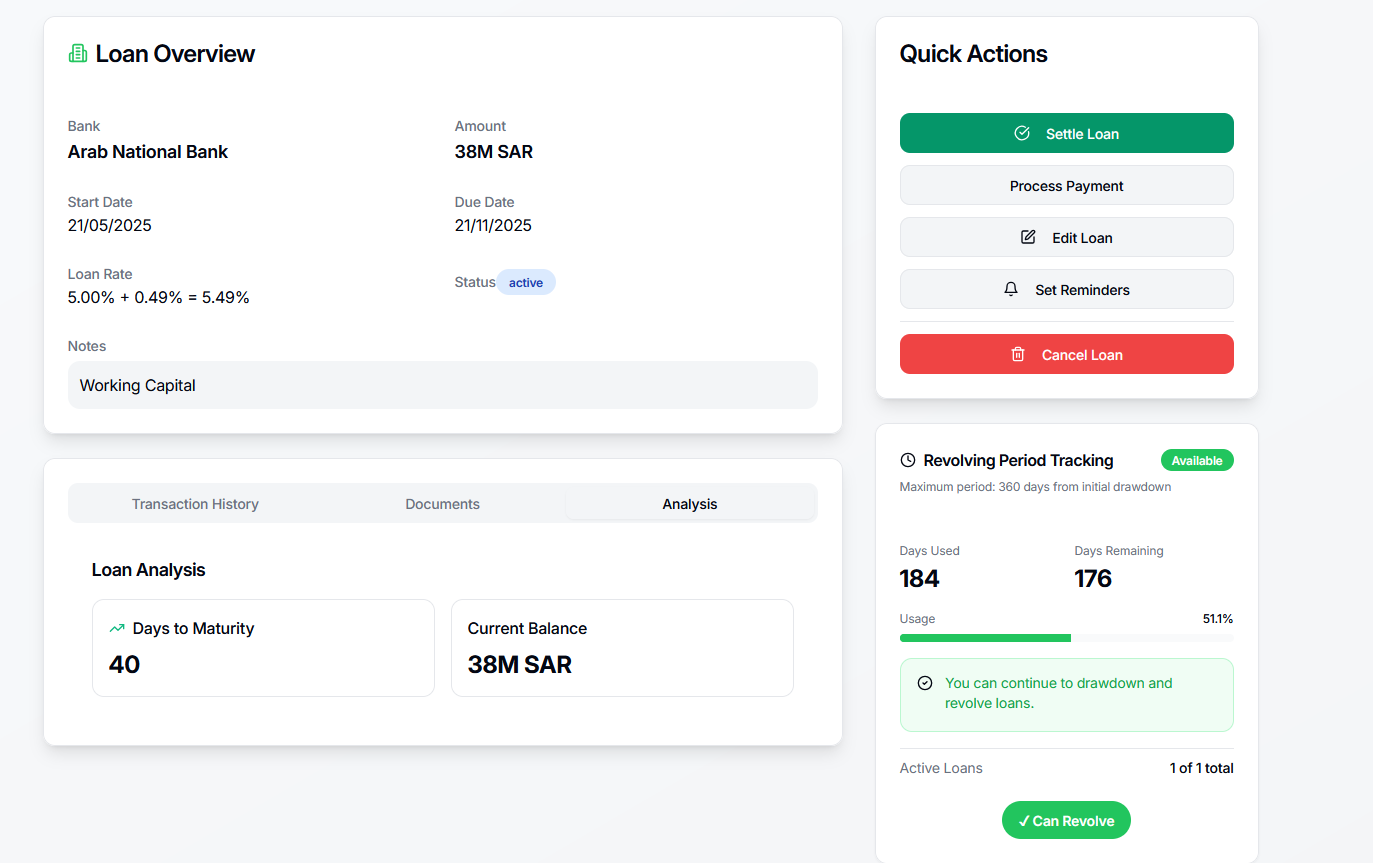 Loan Overview
Bank
Arab National Bank
Amount
38M SAR
Start Date
21/05/2025
Due Date
21/11/2025
Loan Rate
5.00% + 0.49% = 5.49%
Status active
Notes
Working Capital
Transaction History Documents Analysis
Loan Analysis
Days to Maturity
40
Current Balance
38M SAR
Quick Actions
Settle Loan
Process Payment
Edit Loan
Set Reminders
Cancel Loan
Revolving Period Tracking Available
Maximum period: 360 days from initial drawdown
Days Used
184
Days Remaining
176
Usage 51.1%
You can continue to drawdown and
revolve loans.
Active Loans 1 of 1 total
✓ Can Revolve